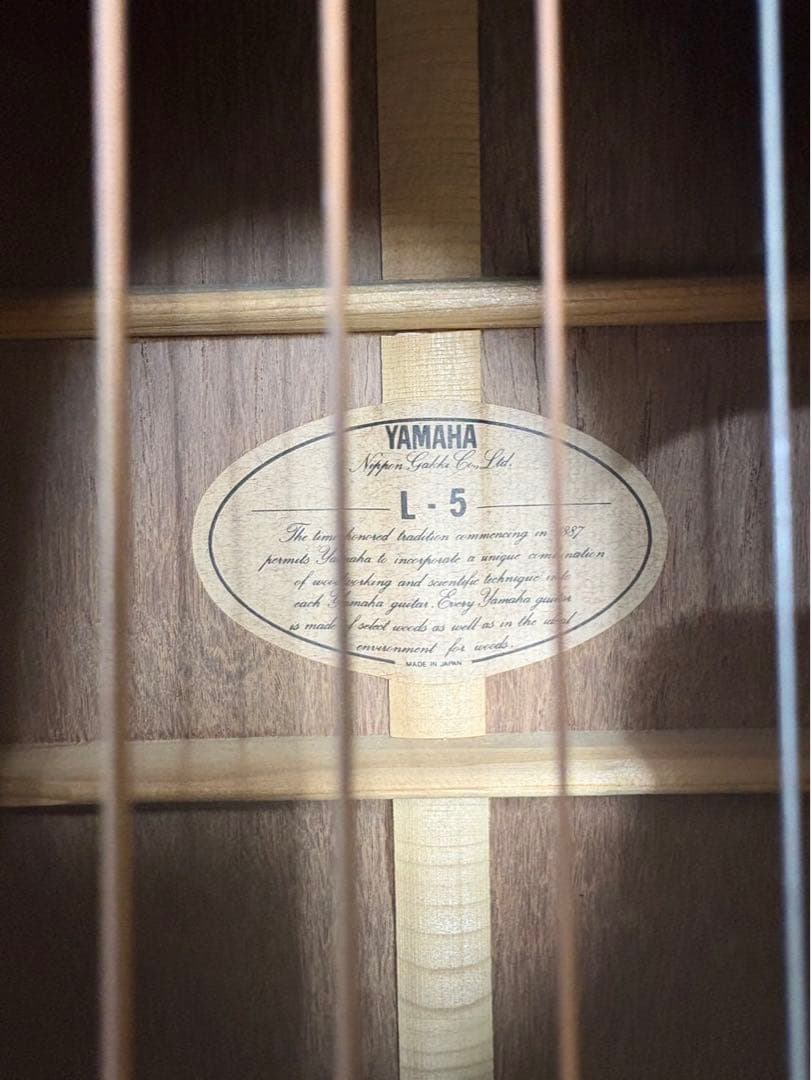 YAMAHA
Nippon Gakki Co., Ltd.
L - 5
The time honored tradition commencing in 1887
permits Yamaha to incorporate a unique combination
of woodworking and scientific technique into
each Yamaha guitar. Every Yamaha guitar
is made of select woods as well as in the ideal
environment for woods.
MADE IN JAPAN